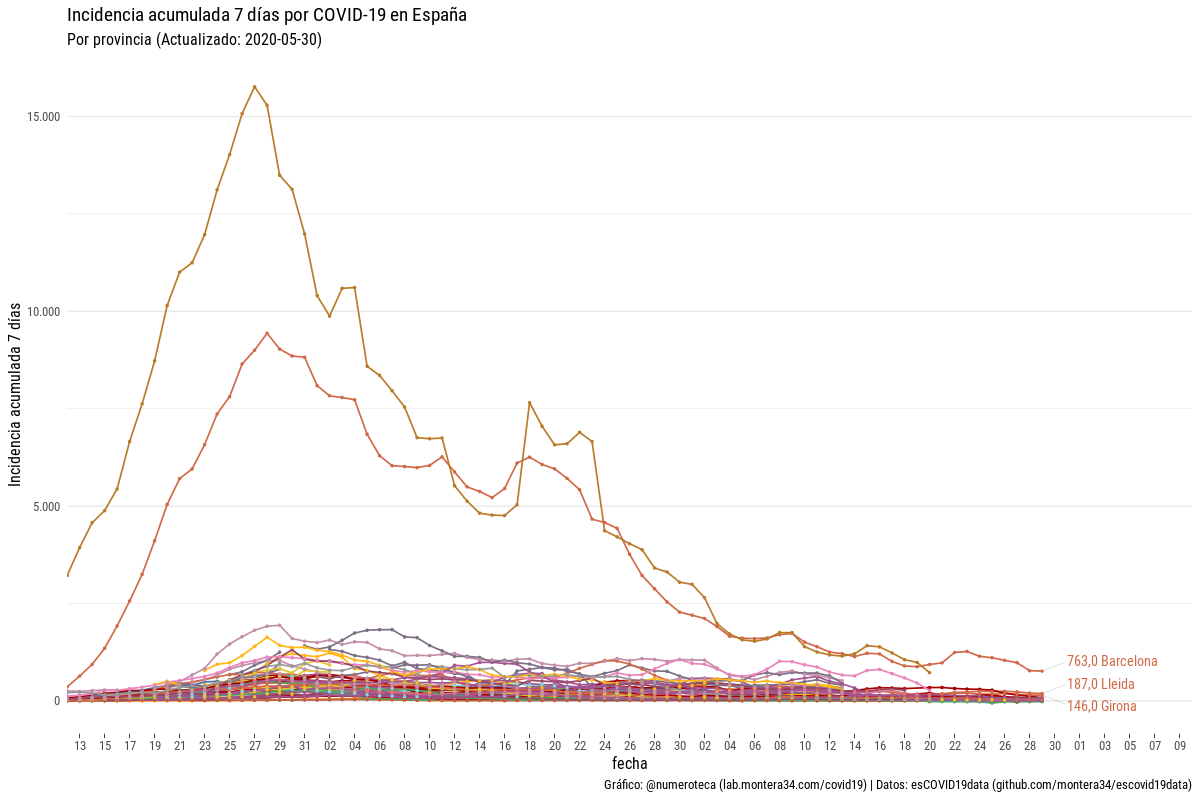 Incidencia acumulada 7 días por COVID-19 en España
Por provincia (Actualizado: 2020-05-30)
Incidencia acumulada 7 días
15.000
10.000
5.000
0
763,0 Barcelona
187,0 Lleida
146,0 Girona
13 15 17 19 21 23 25 27 29 31 02 04 06 08 10 12 14 16 18 20 22 24 26 28 30 02 04 06 08 10 12 14 16 18 20 22 24 26 28 30 01 03 05 07 09
fecha
Gráfico: @numeroteca (lab.montera34.com/covid19) | Datos: esCOVID19data (github.com/montera34/escovid19data)